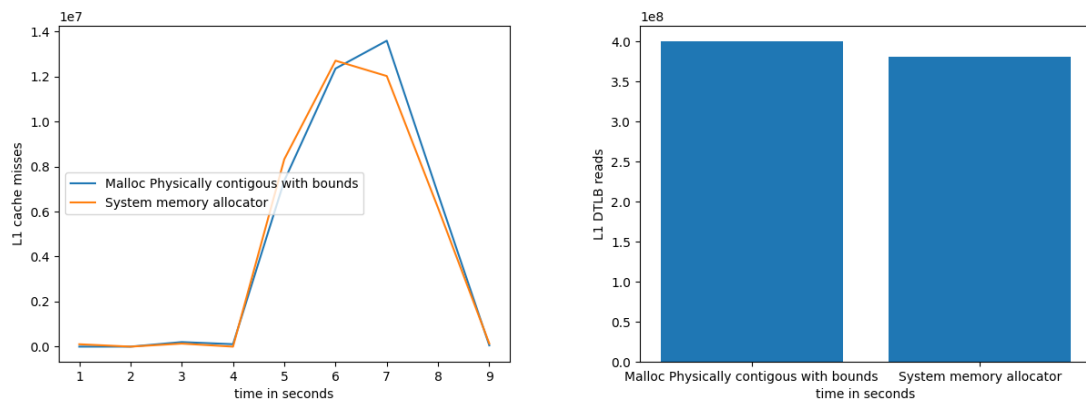 1e7
1.4
1.2
1.0
0.8
0.6
0.4
0.2
0.0
L1 cache misses
Malloc Physically contigous with bounds
System memory allocator
1 2 3 4 5 6 7 8 9
time in seconds
1e8
4.0
3.5
3.0
2.5
2.0
1.5
1.0
0.5
0.0
L1 DTLB reads
Malloc Physically contigous with bounds System memory allocator
time in seconds